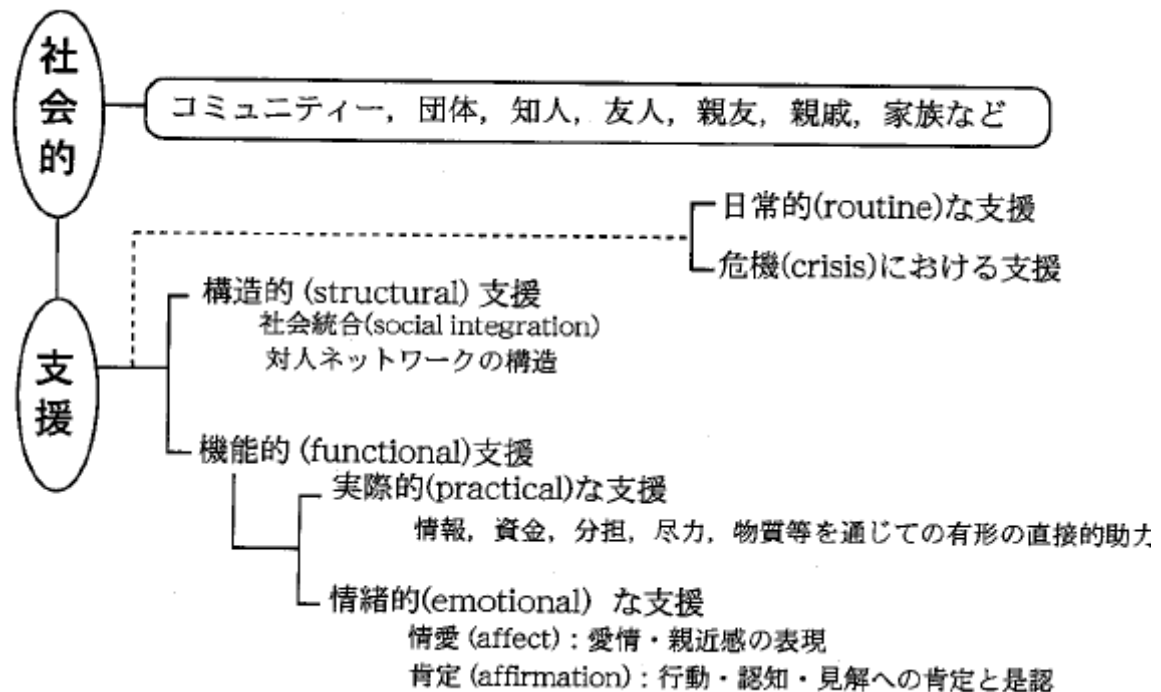 社会的
コミュニティー，団体，知人，友人，親友，親戚，家族など
日常的(routine)な支援
危機(crisis)における支援
支援
構造的 (structural) 支援
社会統合(social integration)
対人ネットワークの構造
機能的 (functional)支援
実際的(practical)な支援
情報，資金，分担，尽力，物質等を通じての有形の直接的助力
情緒的(emotional) な支援
情愛 (affect)：愛情・親近感の表現
肯定 (affirmation)：行動・認知・見解への肯定と是認